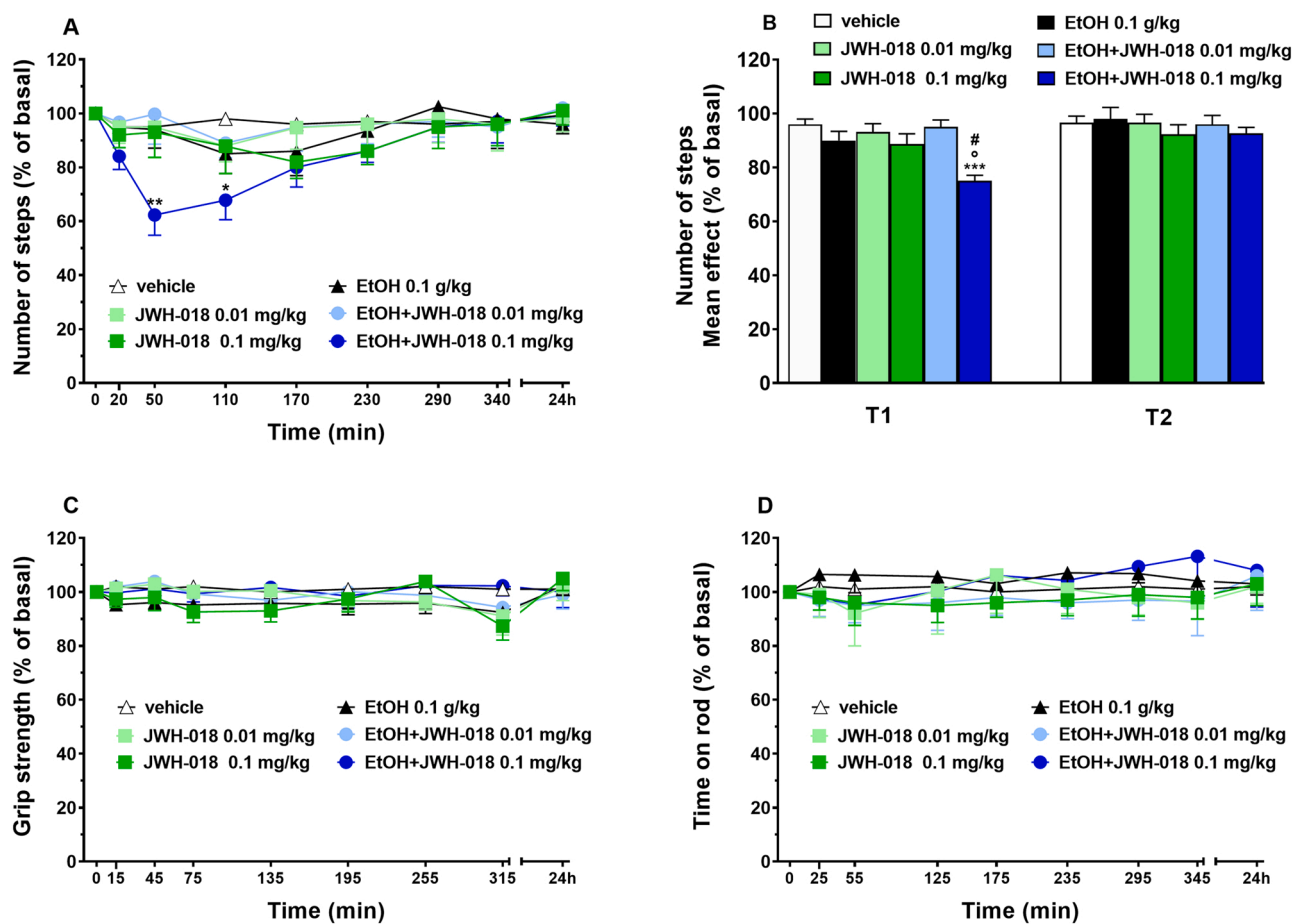 A
Number of steps (% of basal)
120
100
80
60
40
20
0
**
*
vehicle
EtOH 0.1 g/kg
JWH-018 0.01 mg/kg
EtOH+JWH-018 0.01 mg/kg
JWH-018 0.1 mg/kg
EtOH+JWH-018 0.1 mg/kg
0 20 50 110 170 230 290 340 24h
Time (min)
B
vehicle
EtOH 0.1 g/kg
JWH-018 0.01 mg/kg
EtOH+JWH-018 0.01 mg/kg
JWH-018 0.1 mg/kg
EtOH+JWH-018 0.1 mg/kg
Number of steps
Mean effect (% of basal)
120
100
80
60
40
20
0
#
°
***
T1 T2
C
Grip strength (% of basal)
120
100
80
60
40
20
0
vehicle
EtOH 0.1 g/kg
JWH-018 0.01 mg/kg
EtOH+JWH-018 0.01 mg/kg
JWH-018 0.1 mg/kg
EtOH+JWH-018 0.1 mg/kg
0 15 45 75 135 195 255 315 24h
Time (min)
D
Time on rod (% of basal)
120
100
80
60
40
20
0
vehicle
EtOH 0.1 g/kg
JWH-018 0.01 mg/kg
EtOH+JWH-018 0.01 mg/kg
JWH-018 0.1 mg/kg
EtOH+JWH-018 0.1 mg/kg
0 25 55 125 175 235 295 345 24h
Time (min)